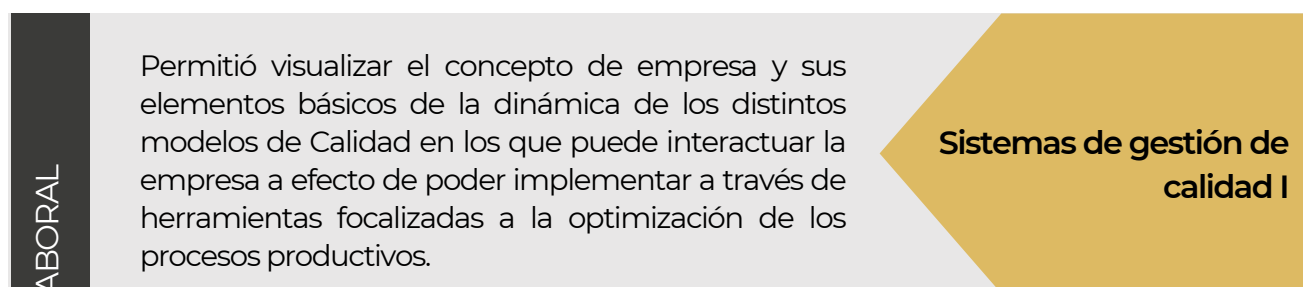 Permitió visualizar el concepto de empresa y sus
elementos básicos de la dinámica de los distintos
modelos de Calidad en los que puede interactuar la
empresa a efecto de poder implementar a través de
herramientas focalizadas a la optimización de los
procesos productivos.
Sistemas de gestión de
calidad I
ABORAL